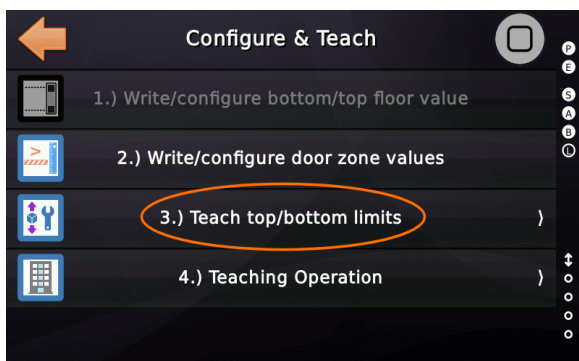 Configure & Teach
1.) Write/configure bottom/top floor value
2.) Write/configure door zone values
3.) Teach top/bottom limits
4.) Teaching Operation
P
E
S
A
B
L